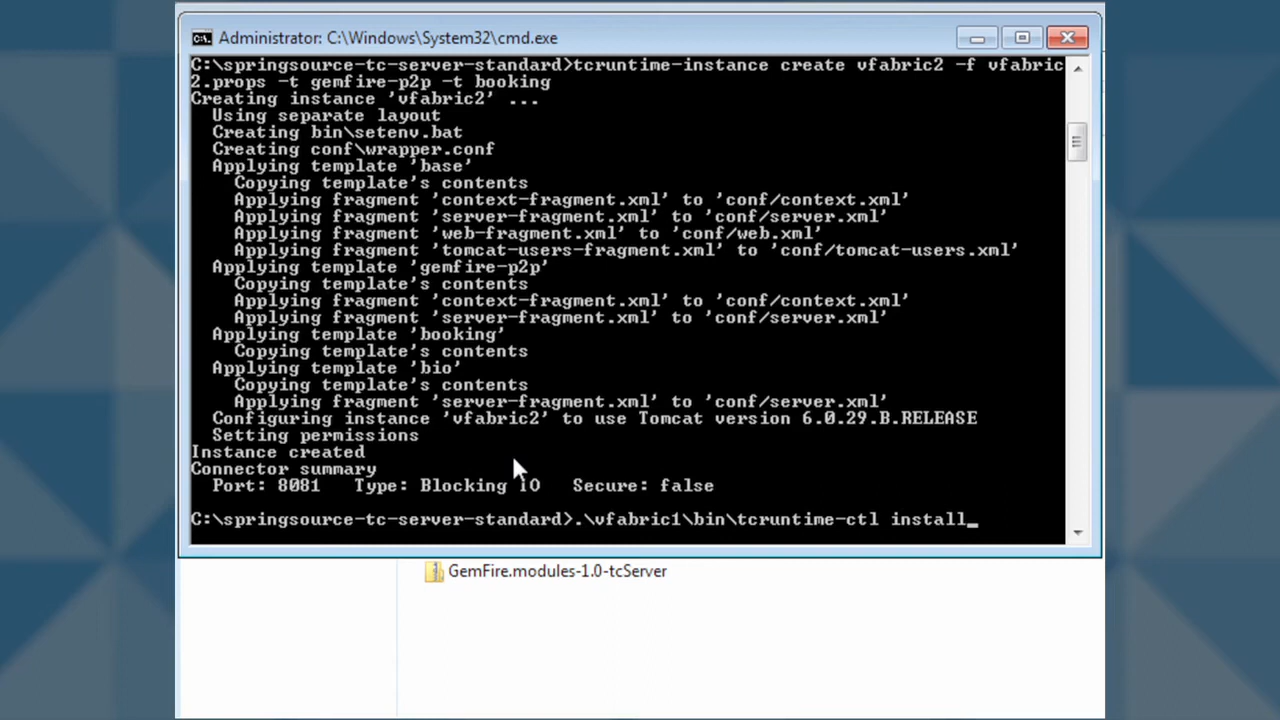 Administrator: C:\Windows\System32\cmd.exe
C:\springsource-tc-server-standard>tcruntime-instance create vfabric2 -f vfabric
2.props -t gemfire-p2p -t booking
Creating instance 'vfabric2' ...
  Using separate layout
  Creating bin\setenv.bat
  Creating conf\wrapper.conf
  Applying template 'base'
    Copying template's contents
    Applying fragment 'context-fragment.xml' to 'conf/context.xml'
    Applying fragment 'server-fragment.xml' to 'conf/server.xml'
    Applying fragment 'web-fragment.xml' to 'conf/web.xml'
    Applying fragment 'tomcat-users-fragment.xml' to 'conf/tomcat-users.xml'
  Applying template 'gemfire-p2p'
    Copying template's contents
    Applying fragment 'context-fragment.xml' to 'conf/context.xml'
    Applying fragment 'server-fragment.xml' to 'conf/server.xml'
  Applying template 'booking'
    Copying template's contents
  Applying template 'bio'
    Copying template's contents
    Applying fragment 'server-fragment.xml' to 'conf/server.xml'
  Configuring instance 'vfabric2' to use Tomcat version 6.0.29.B.RELEASE
  Setting permissions
Instance created
Connector summary
  Port: 8081   Type: Blocking IO   Secure: false
C:\springsource-tc-server-standard>.\vfabric1\bin\tcruntime-ctl install_
GemFire.modules-1.0-tcServer